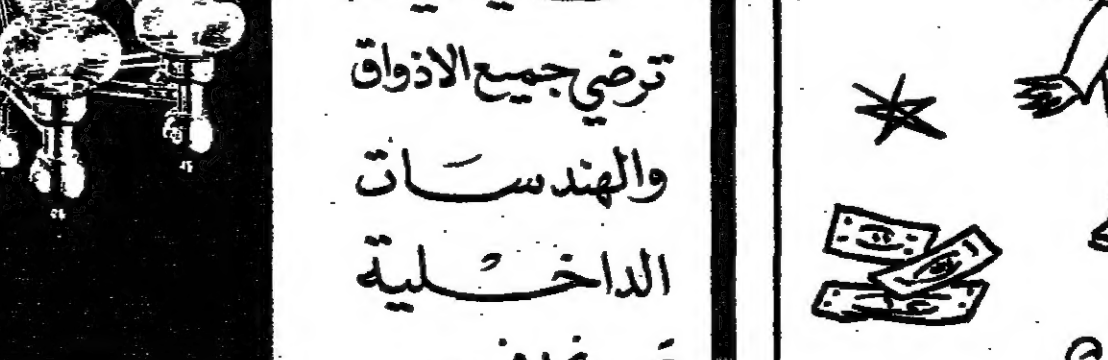 ترضي جميع الاذواق
والهندسات
الداخلية